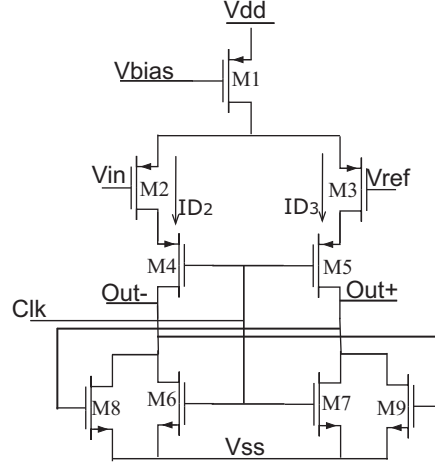 Vdd
Vbias
M1
Vin
M2
M3
Vref
ID2
ID3
M4
M5
Out-
Out+
Clk
M8
M6
M7
M9
Vss